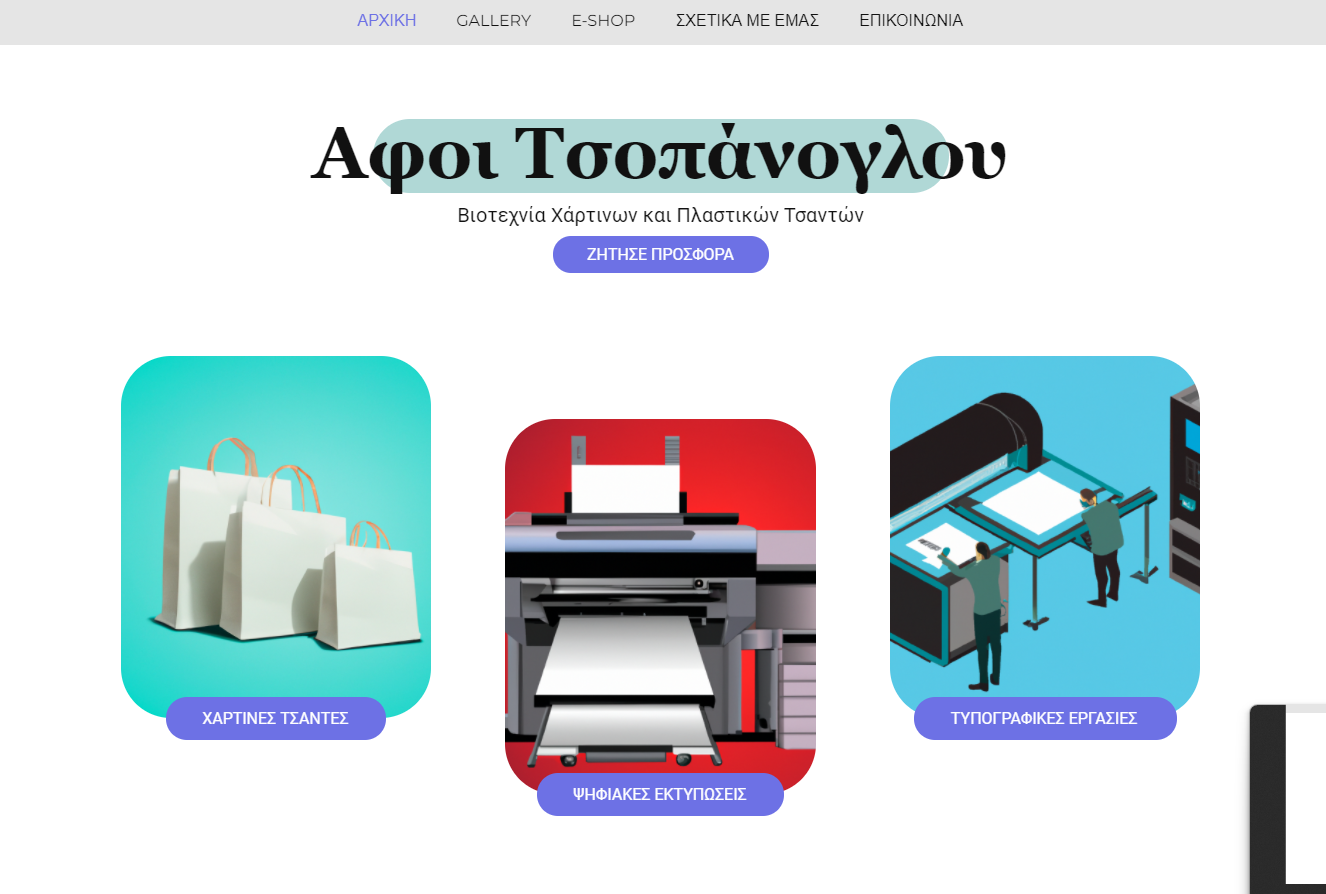 ΑΡΧΙΚΗ GALLERY E-SHOP ΣΧΕΤΙΚΑ ΜΕ ΕΜΑΣ ΕΠΙΚΟΙΝΩΝΙΑ
Αφοι Τσοπάνογλου
Βιοτεχνία Χάρτινων και Πλαστικών Τσαντών
ΖΗΤΗΣΕ ΠΡΟΣΦΟΡΑ
ΧΑΡΤΙΝΕΣ ΤΣΑΝΤΕΣ
ΤΥΠΟΓΡΑΦΙΚΕΣ ΕΡΓΑΣΙΕΣ
ΨΗΦΙΑΚΕΣ ΕΚΤΥΠΩΣΕΙΣ